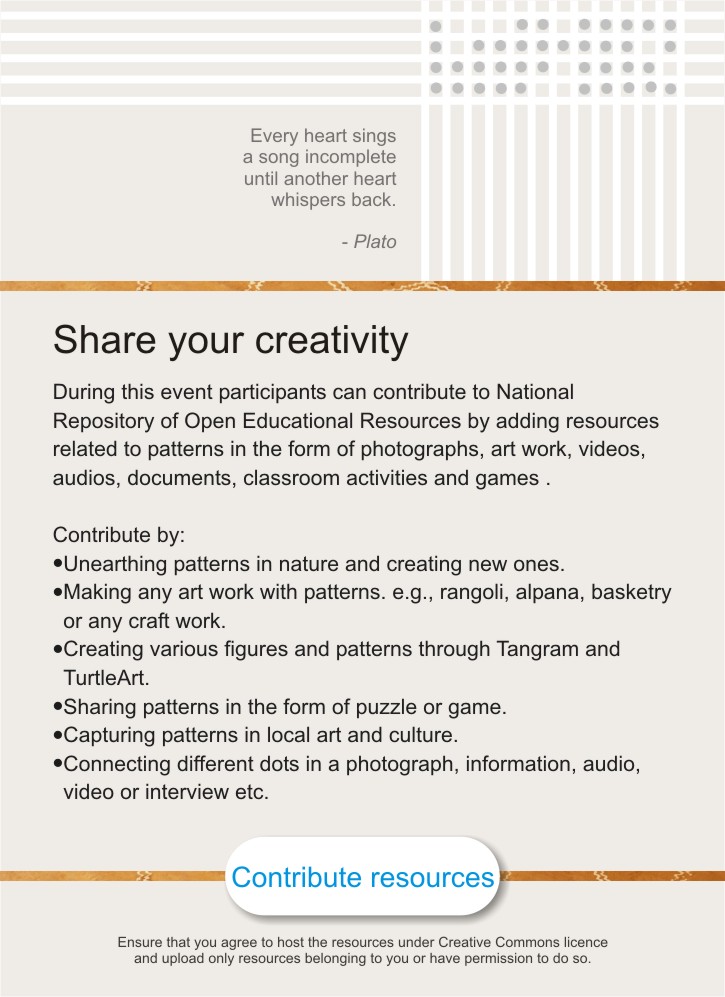 Every heart sings
a song incomplete
until another heart
whispers back.
- Plato
Share your creativity
During this event participants can contribute to National
Repository of Open Educational Resources by adding resources
related to patterns in the form of photographs, art work, videos,
audios, documents, classroom activities and games .
Contribute by:
•Unearthing patterns in nature and creating new ones.
•Making any art work with patterns. e.g., rangoli, alpana, basketry
or any craft work.
•Creating various figures and patterns through Tangram and
TurtleArt.
•Sharing patterns in the form of puzzle or game.
•Capturing patterns in local art and culture.
•Connecting different dots in a photograph, information, audio,
video or interview etc.
Contribute resources
Ensure that you agree to host the resources under Creative Commons licence
and upload only resources belonging to you or have permission to do so.